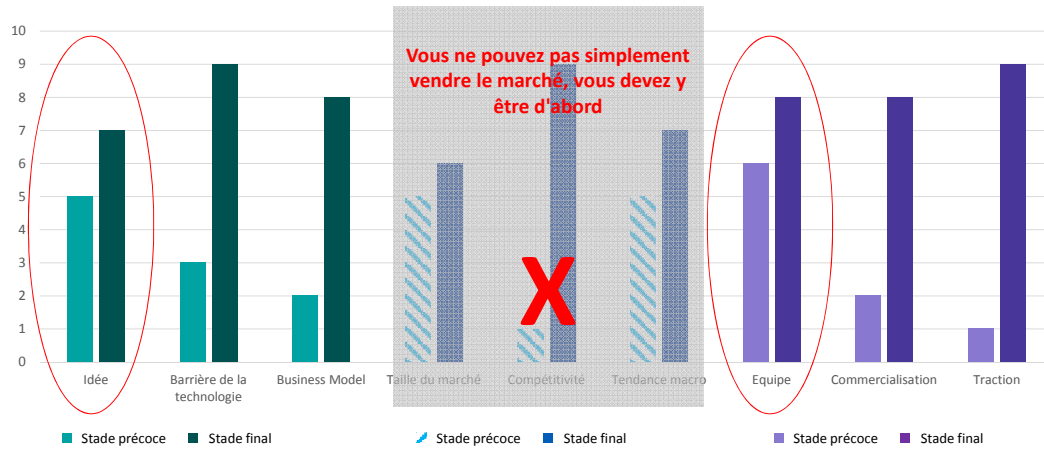 10
9
8
7
6
5
4
3
2
1
0
Vous ne pouvez pas simplement
vendre le marché, vous devez y
être d'abord
X
Idée
Barrière de la
technologie
Business Model
Taille du marché
Compétitivité
Tendance macro
Equipe
Commercialisation
Traction
Stade précoce
Stade final
Stade précoce
Stade final
Stade précoce
Stade final